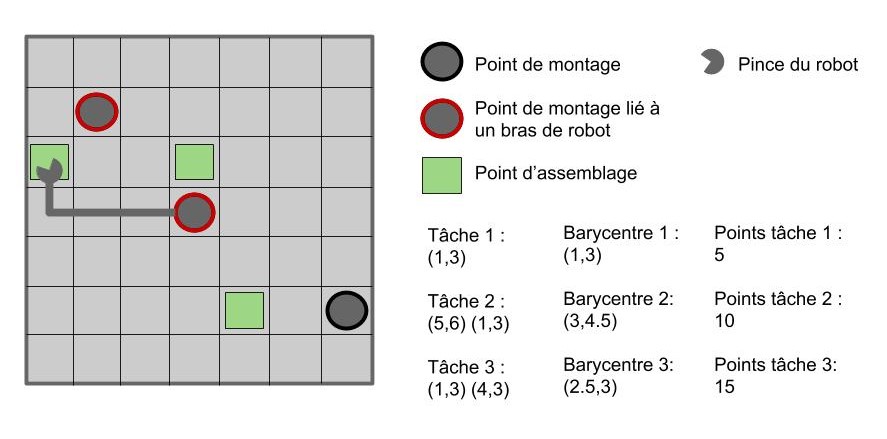 Point de montage
Pince du robot
Point de montage lié à
un bras de robot
Point d'assemblage
Tâche 1 :
(1,3)
Barycentre 1 :
(1,3)
Points tâche 1 :
5
Tâche 2 :
(5,6) (1,3)
Barycentre 2:
(3,4.5)
Points tâche 2 :
10
Tâche 3 :
(1,3) (4,3)
Barycentre 3:
(2.5,3)
Points tâche 3:
15